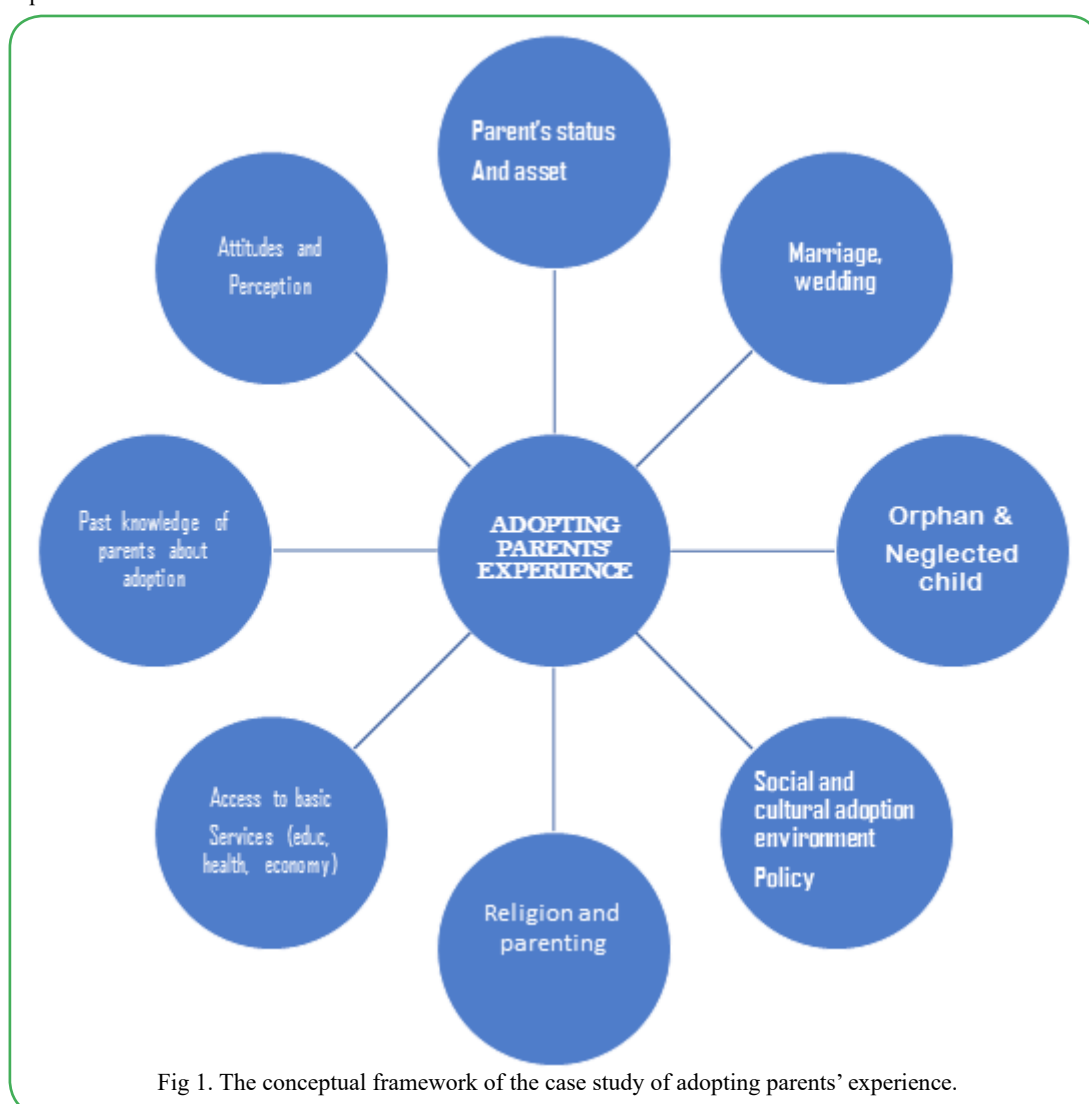 Parent's status
And asset
Marriage,
wedding
Orphan &
Neglected
child
Social and
cultural adoption
environment
Policy
Religion and
parenting
Access to basic
Services (educ,
health, economy)
Past knowledge of
parents about
adoption
Attitudes and
Perception
ADOPTING
PARENTS'
EXPERIENCE
Fig 1. The conceptual framework of the case study of adopting parents’ experience.